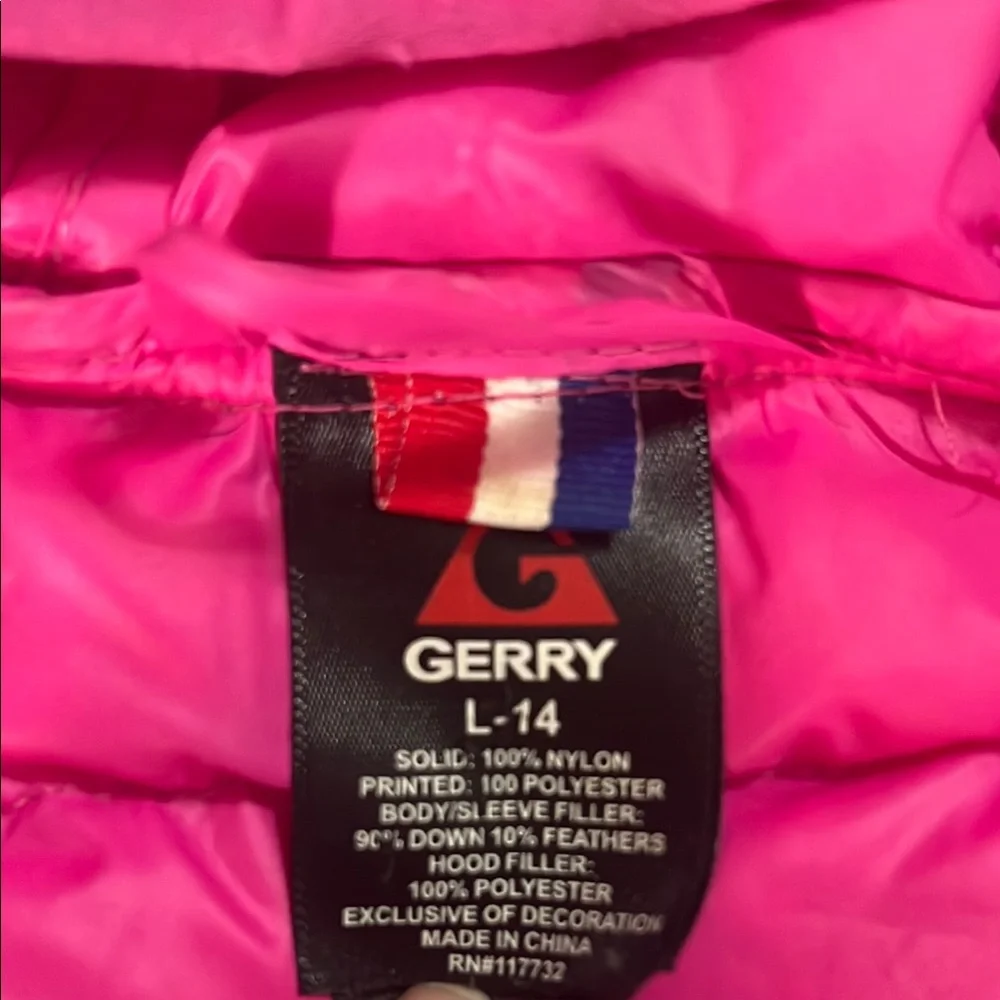 G
GERRY
L-14
SOLID: 100% NYLON
PRINTED: 100 POLYESTER
BODY/SLEEVE FILLER:
90% DOWN 10% FEATHERS
HOOD FILLER:
100% POLYESTER
EXCLUSIVE OF DECORATION
MADE IN CHINA
RN#117732